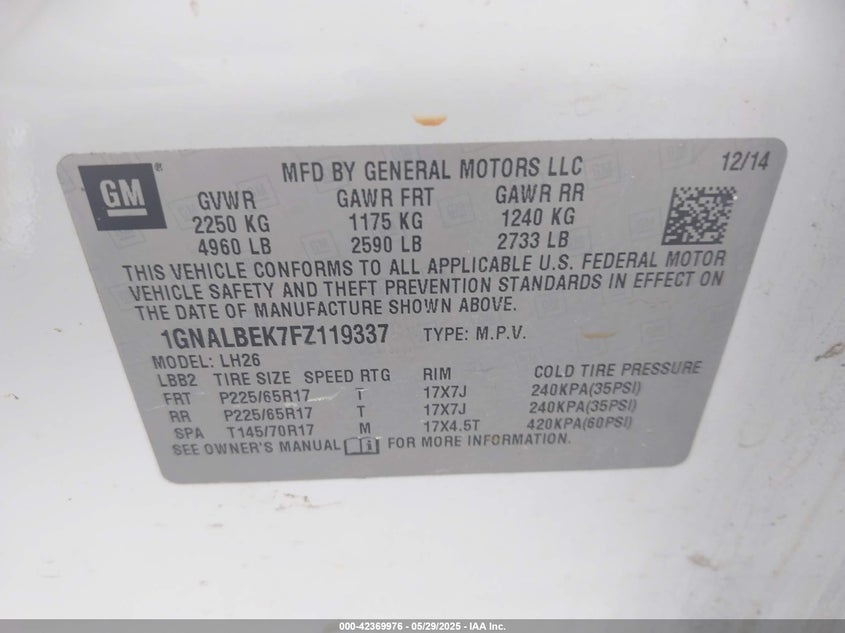 GM ®
MFD BY GENERAL MOTORS LLC 12/14
GVWR GAWR FRT GAWR RR
2250 KG 1175 KG 1240 KG
4960 LB 2590 LB 2733 LB
THIS VEHICLE CONFORMS TO ALL APPLICABLE U.S. FEDERAL MOTOR
VEHICLE SAFETY AND THEFT PREVENTION STANDARDS IN EFFECT ON
THE DATE OF MANUFACTURE SHOWN ABOVE.
1GNALBEK7FZ119337 TYPE: M.P.V.
MODEL: LH26
LBB2 TIRE SIZE SPEED RTG RIM COLD TIRE PRESSURE
FRT P225/65R17 T 17X7J 240KPA(35PSI)
RR P225/65R17 T 17X7J 240KPA(35PSI)
SPA T145/70R17 M 17X4.5T 420KPA(60PSI)
SEE OWNER'S MANUAL i FOR MORE INFORMATION.
000-42369976 - 05/29/2025 - IAA Inc.